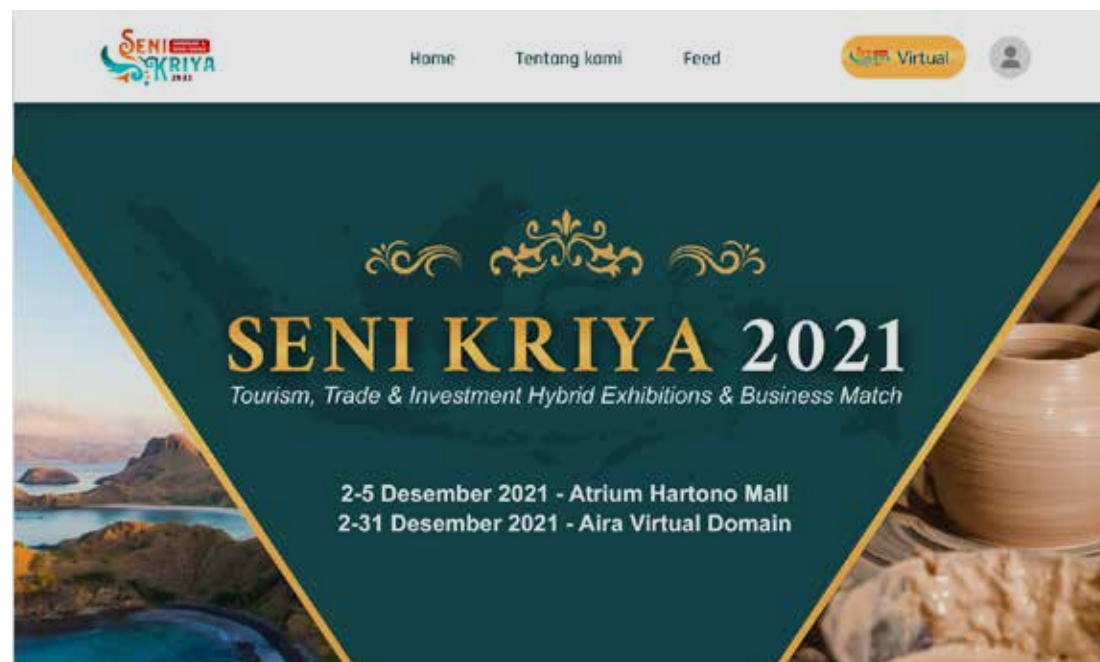 SENI
KRIYA
2021
Home
Tentang kami
Feed
Virtual
SENI KRIYA 2021
Tourism, Trade & Investment Hybrid Exhibitions & Business Match
2-5 Desember 2021 - Atrium Hartono Mall
2-31 Desember 2021 - Aira Virtual Domain